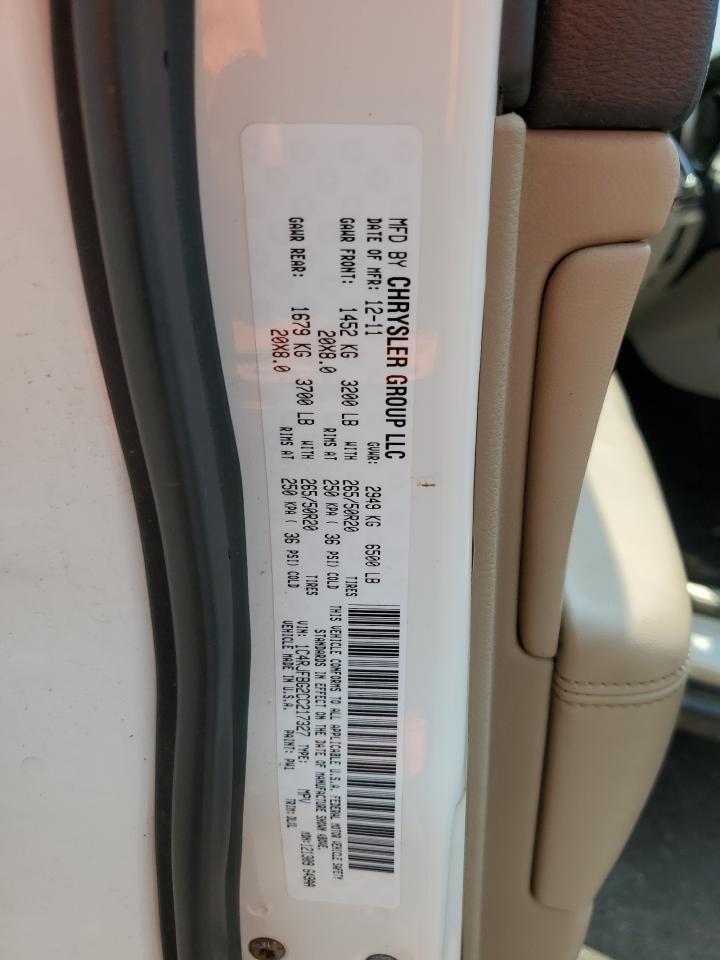 MFD BY CHRYSLER GROUP LLC
DATE OF MFR: 12-11 GVWR: 2949 KG 6500 LB
GAWR FRONT: 1452 KG 3200 LB WITH 265/50R20 TIRES
20X8.0 RIMS AT 250 KPA ( 36 PSI) COLD
GAWR REAR: 1679 KG 3700 LB WITH 265/50R20 TIRES
20X8.0 RIMS AT 250 KPA ( 36 PSI) COLD
THIS VEHICLE CONFORMS TO ALL APPLICABLE U.S.A. FEDERAL MOTOR VEHICLE SAFETY
STANDARDS IN EFFECT ON THE DATE OF MANUFACTURE SHOWN ABOVE.
VIN: 1C4RJFBG2CC217327 TYPE: MPV
VEHICLE MADE IN U.S.A. PAINT: PW1 TRIM: